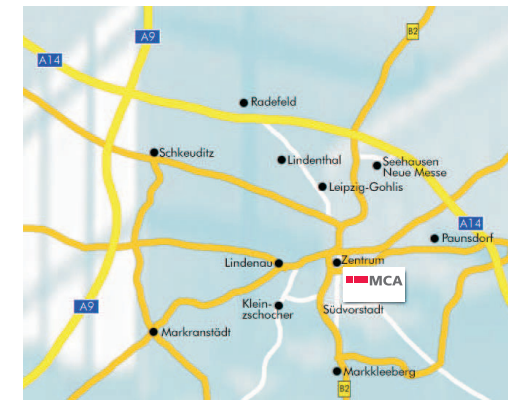 B2
A9
A14
Radefeld
Schkeuditz
Lindenthal
Seehausen
Neue Messe
Leipzig-Gohlis
A14
Paunsdorf
Lindenau
Zentrum
MCA
A9
Klein-
zschocher
Südvorstadt
Markranstädt
Markkleeberg
B2